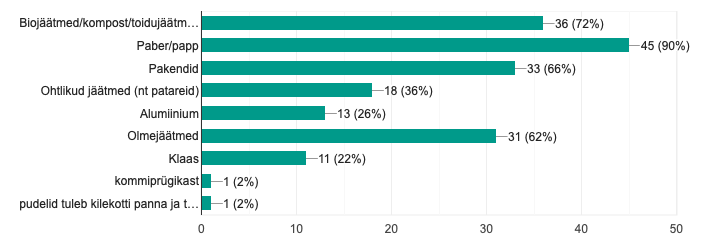 Biojäätmed/kompost/toidujäätm…
36 (72%)
Paber/papp
45 (90%)
Pakendid
33 (66%)
Ohtlikud jäätmed (nt patareid)
18 (36%)
Alumiinium
13 (26%)
Olmejäätmed
31 (62%)
Klaas
11 (22%)
kommiprügikast
1 (2%)
pudelid tuleb kilekotti panna ja t…
1 (2%)
0 10 20 30 40 50